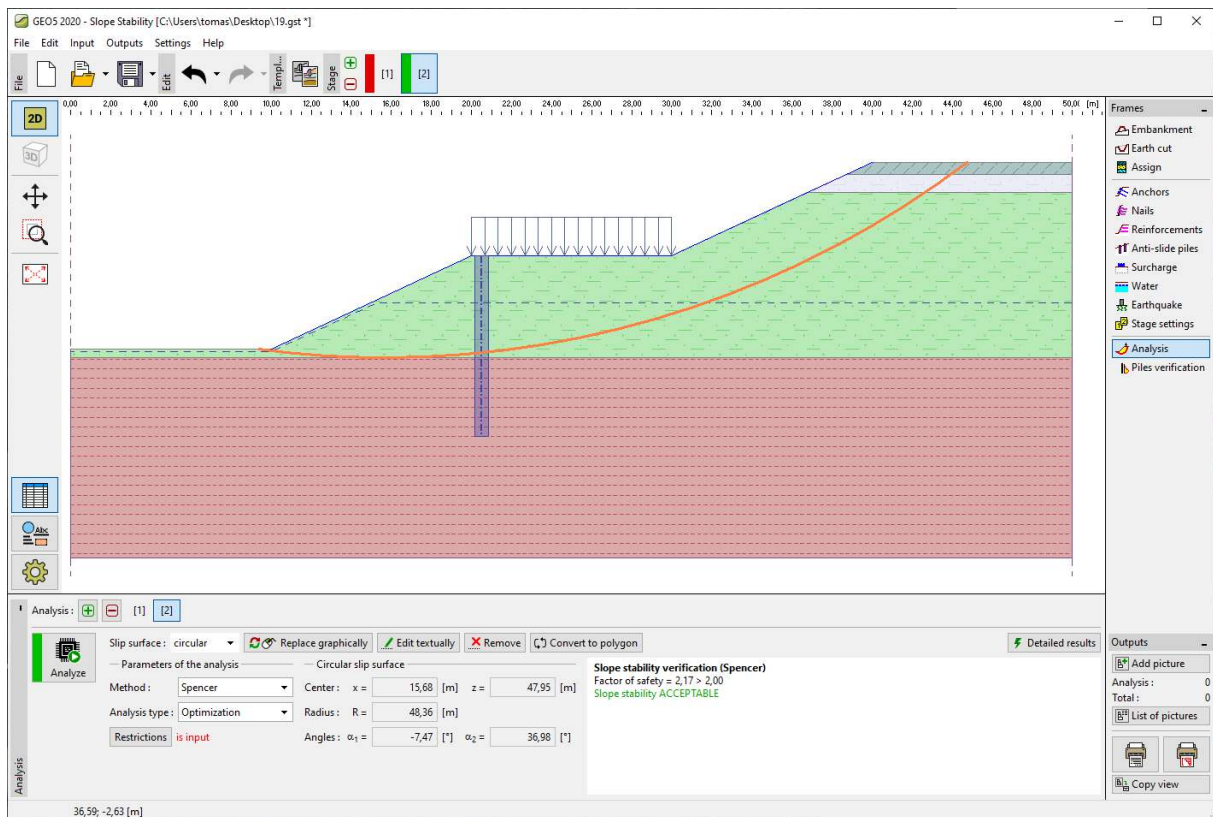 GEO5 2020 - Slope Stability [C:\Users\tomas\Desktop\19.gst *]
File Edit Input Outputs Settings Help
File
Edit
Templ...
Stage
[1] [2]
2D
3D
0,00 2,00 4,00 6,00 8,00 10,00 12,00 14,00 16,00 18,00 20,00 22,00 24,00 26,00 28,00 30,00 32,00 34,00 36,00 38,00 40,00 42,00 44,00 46,00 48,00 50,0( [m]
Frames
Embankment
Earth cut
Assign
Anchors
Nails
Reinforcements
Anti-slide piles
Surcharge
Water
Earthquake
Stage settings
Analysis
Piles verification
Abc
Analysis : [1] [2]
Analyze
Slip surface : circular Replace graphically Edit textually Remove Convert to polygon Detailed results
Parameters of the analysis
Method : Spencer
Analysis type : Optimization
Restrictions is input
Circular slip surface
Center : x = 15,68 [m] z = 47,95 [m]
Radius : R = 48,36 [m]
Angles : α1 = -7,47 [°] α2 = 36,98 [°]
Slope stability verification (Spencer)
Factor of safety = 2,17 > 2,00
Slope stability ACCEPTABLE
Analysis
Outputs
Add picture
Analysis : 0
Total : 0
List of pictures
Copy view
36,59; -2,63 [m]